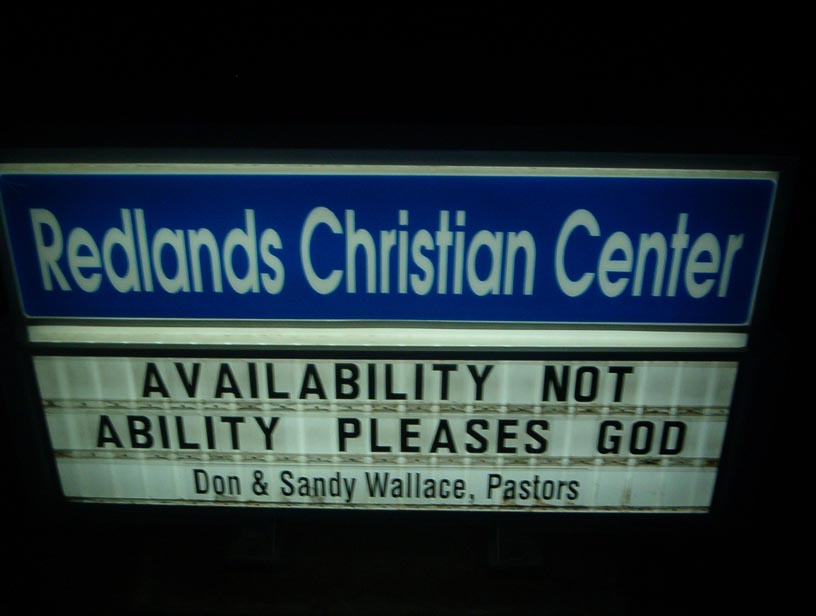 Redlands Christian Center
AVAILABILITY NOT
ABILITY PLEASES GOD
Don & Sandy Wallace, Pastors